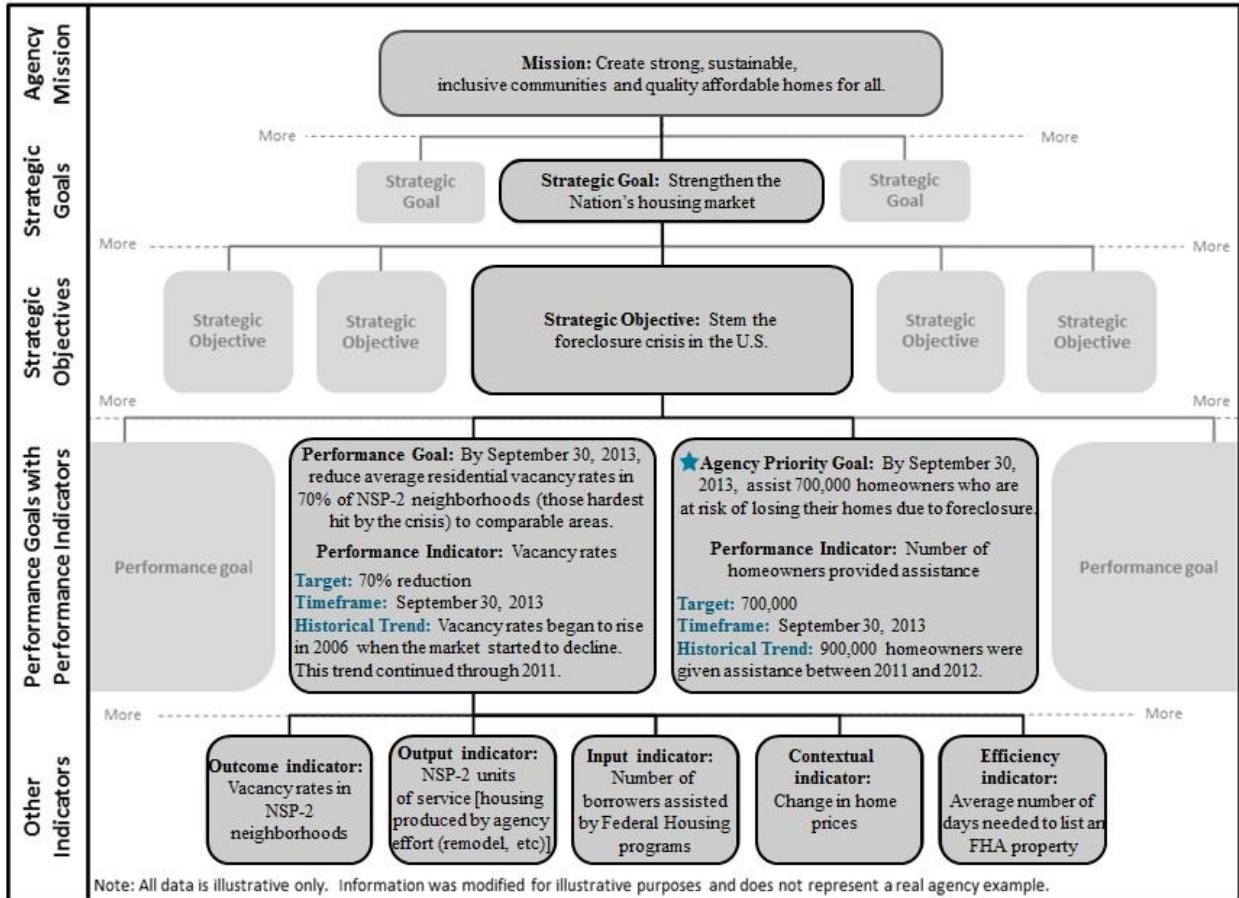 Agency
Mission
Mission: Create strong, sustainable,
inclusive communities and quality affordable homes for all.
More
More
Strategic
Goals
Strategic
Goal
Strategic Goal: Strengthen the
Nation's housing market
Strategic
Goal
More
More
Strategic
Objectives
Strategic
Objective
Strategic
Objective
Strategic Objective: Stem the
foreclosure crisis in the U.S.
Strategic
Objective
Strategic
Objective
More
More
Performance Goals with
Performance Indicators
Performance goal
Performance Goal: By September 30, 2013,
reduce average residential vacancy rates in
70% of NSP-2 neighborhoods (those hardest
hit by the crisis) to comparable areas.
Performance Indicator: Vacancy rates
Target: 70% reduction
Timeframe: September 30, 2013
Historical Trend: Vacancy rates began to rise
in 2006 when the market started to decline.
This trend continued through 2011.
Agency Priority Goal: By September 30,
2013, assist 700,000 homeowners who are
at risk of losing their homes due to foreclosure.
Performance Indicator: Number of
homeowners provided assistance
Target: 700,000
Timeframe: September 30, 2013
Historical Trend: 900,000 homeowners were
given assistance between 2011 and 2012.
Performance goal
More
More
Other
Indicators
Outcome indicator:
Vacancy rates in
NSP-2
neighborhoods
Output indicator:
NSP-2 units
of service [housing
produced by agency
effort (remodel, etc)]
Input indicator:
Number of
borrowers assisted
by Federal Housing
programs
Contextual
indicator:
Change in home
prices
Efficiency
indicator:
Average number of
days needed to list an
FHA property
Note: All data is illustrative only. Information was modified for illustrative purposes and does not represent a real agency example.